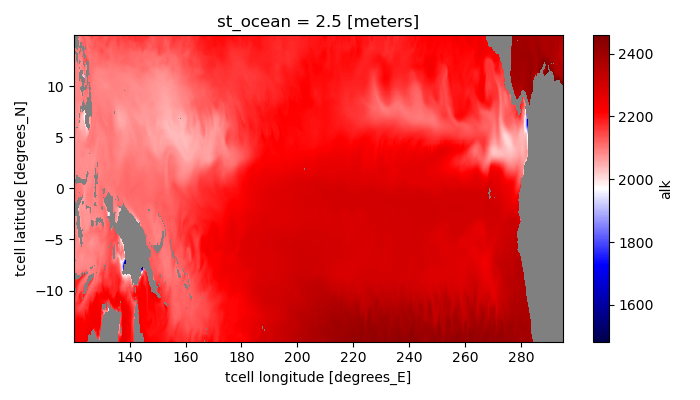 st_ocean = 2.5 [meters]
10
5
0
−5
−10
tcell latitude [degrees_N]
140 160 180 200 220 240 260 280
tcell longitude [degrees_E]
2400
2200
2000
1800
1600
alk